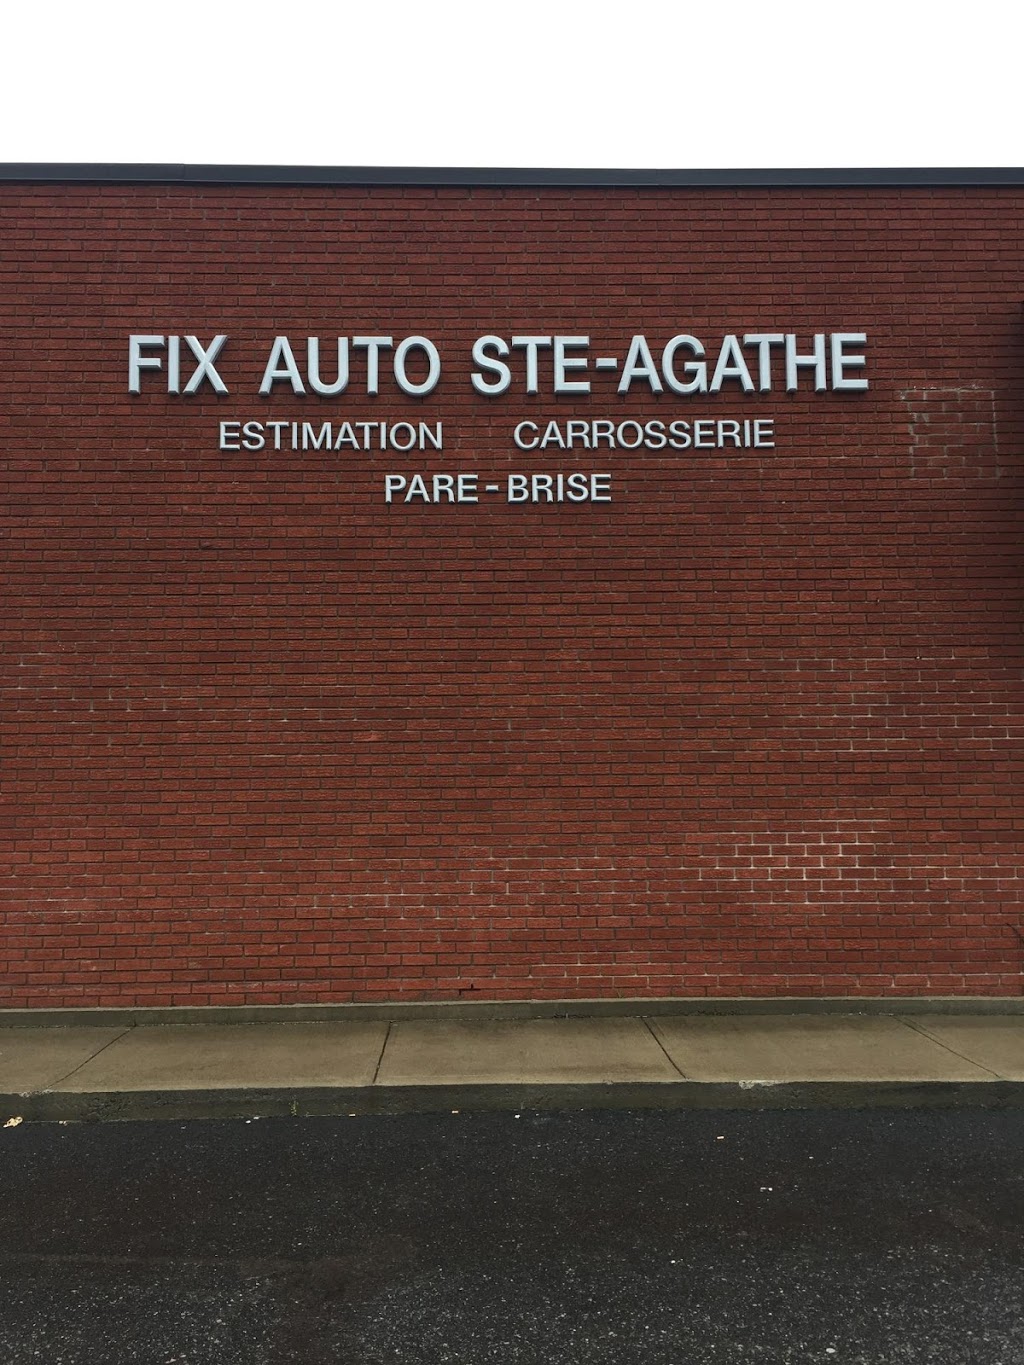 FIX AUTO STE-AGATHE
ESTIMATION CARROSSERIE
PARE-BRISE